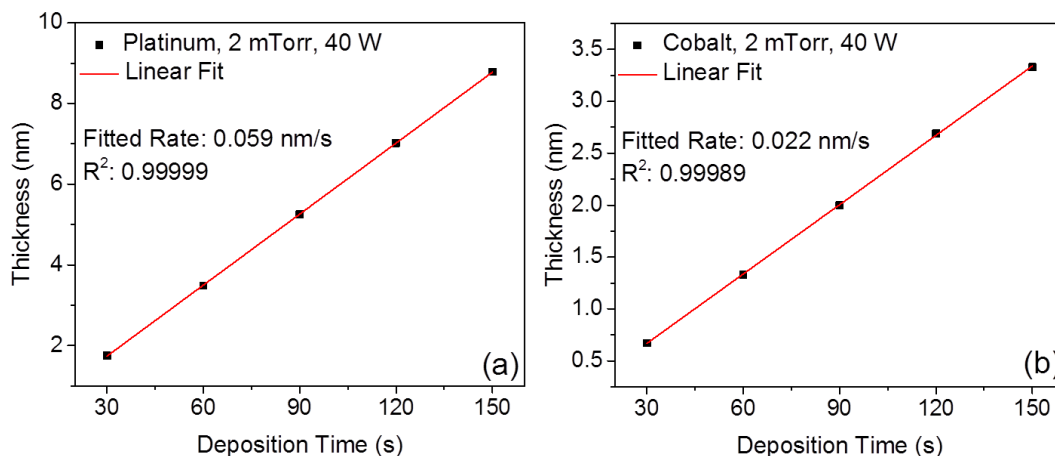 Platinum, 2 mTorr, 40 W
Linear Fit
Fitted Rate: 0.059 nm/s
R²: 0.99999
10
8
6
4
2
Thickness (nm)
30 60 90 120 150
Deposition Time (s)
(a)
Cobalt, 2 mTorr, 40 W
Linear Fit
Fitted Rate: 0.022 nm/s
R²: 0.99989
3.5
3.0
2.5
2.0
1.5
1.0
0.5
Thickness (nm)
30 60 90 120 150
Deposition Time (s)
(b)